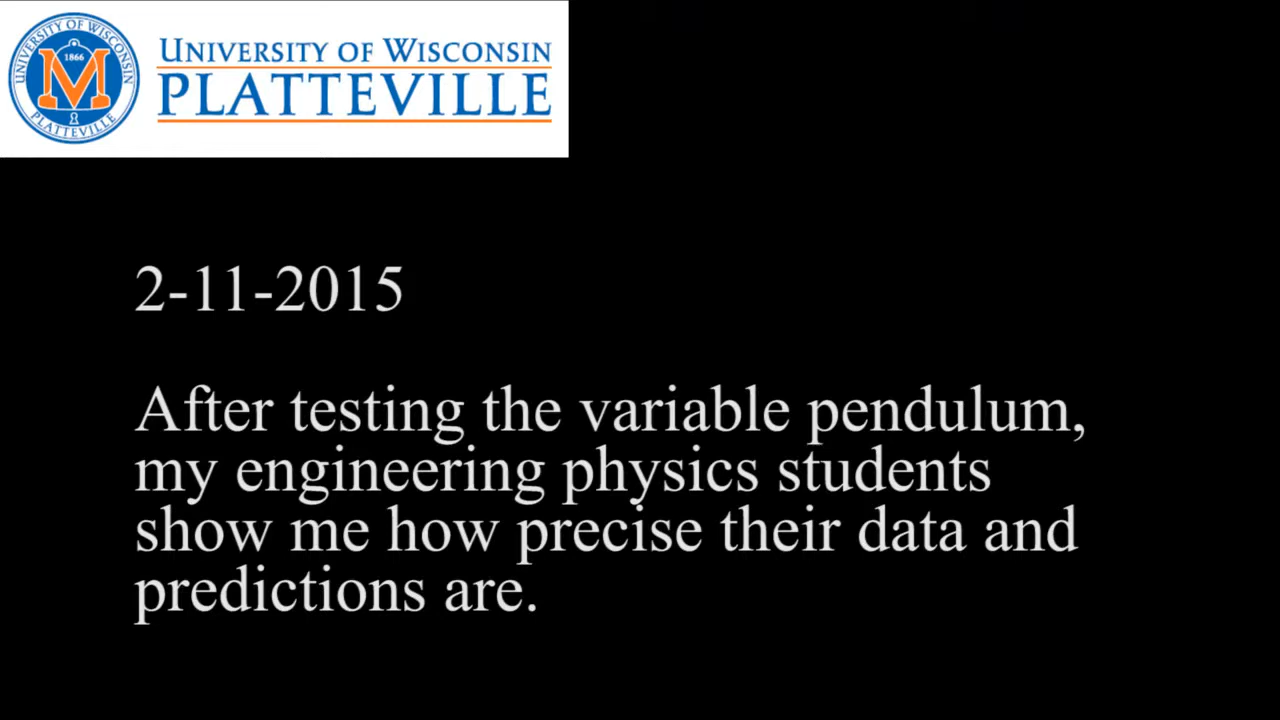 UNIVERSITY OF WISCONSIN
1866
M
PLATTEVILLE
UNIVERSITY OF WISCONSIN
PLATTEVILLE
2-11-2015
After testing the variable pendulum,
my engineering physics students
show me how precise their data and
predictions are.